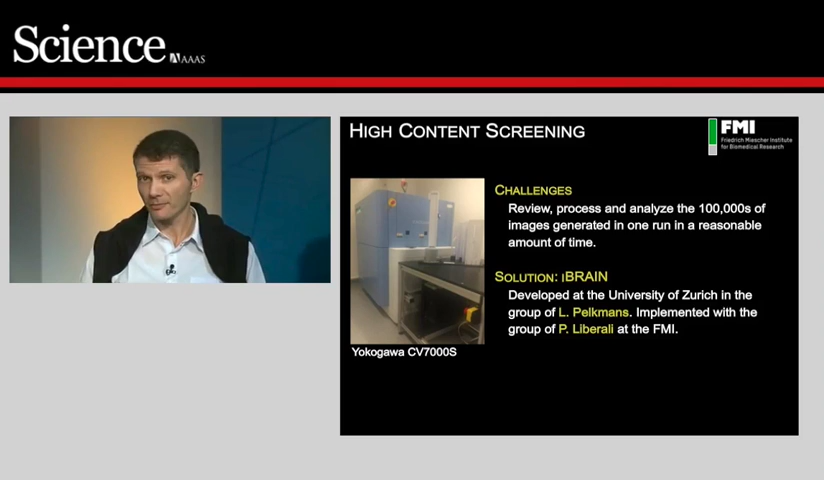 Science
AAAS
HIGH CONTENT SCREENING
FMI
Friedrich Miescher Institute
for Biomedical Research
CHALLENGES
Review, process and analyze the 100,000s of
images generated in one run in a reasonable
amount of time.
SOLUTION: iBRAIN
Developed at the University of Zurich in the
group of L. Pelkmans. Implemented with the
group of P. Liberali at the FMI.
Yokogawa CV7000S